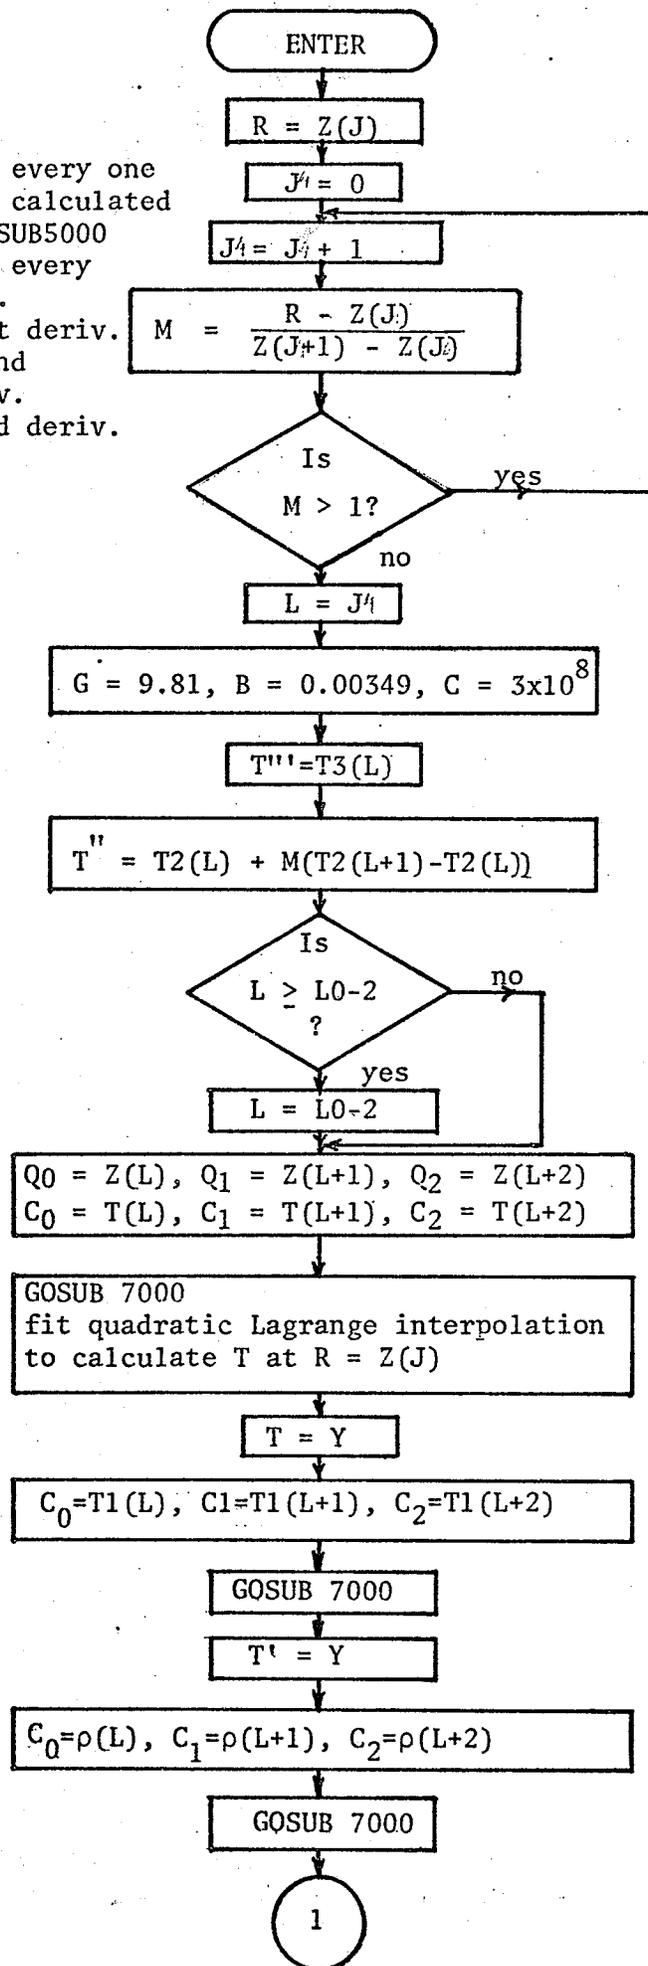 ENTER
R = Z(J)
every one
calculated
SUB5000
every
.
t deriv.
nd
v.
d deriv.
J4 = 0
J4 = J4 + 1
M = R - Z(J)
Z(J+1) - Z(J)
Is
M > 1?
yes
no
L = J4
G = 9.81, B = 0.00349, C = 3x10⁸
T'''=T3(L)
T" = T2(L) + M(T2(L+1)-T2(L))
Is
L ≥ L0-2
?
no
yes
L = L0-2
Q₀ = Z(L), Q₁ = Z(L+1), Q₂ = Z(L+2)
C₀ = T(L), C₁ = T(L+1), C₂ = T(L+2)
GOSUB 7000
fit quadratic Lagrange interpolation
to calculate T at R = Z(J)
T = Y
C₀=T1(L), C1=T1(L+1), C₂=T1(L+2)
GOSUB 7000
T' = Y
C₀=ρ(L), C₁=ρ(L+1), C₂=ρ(L+2)
GOSUB 7000
1